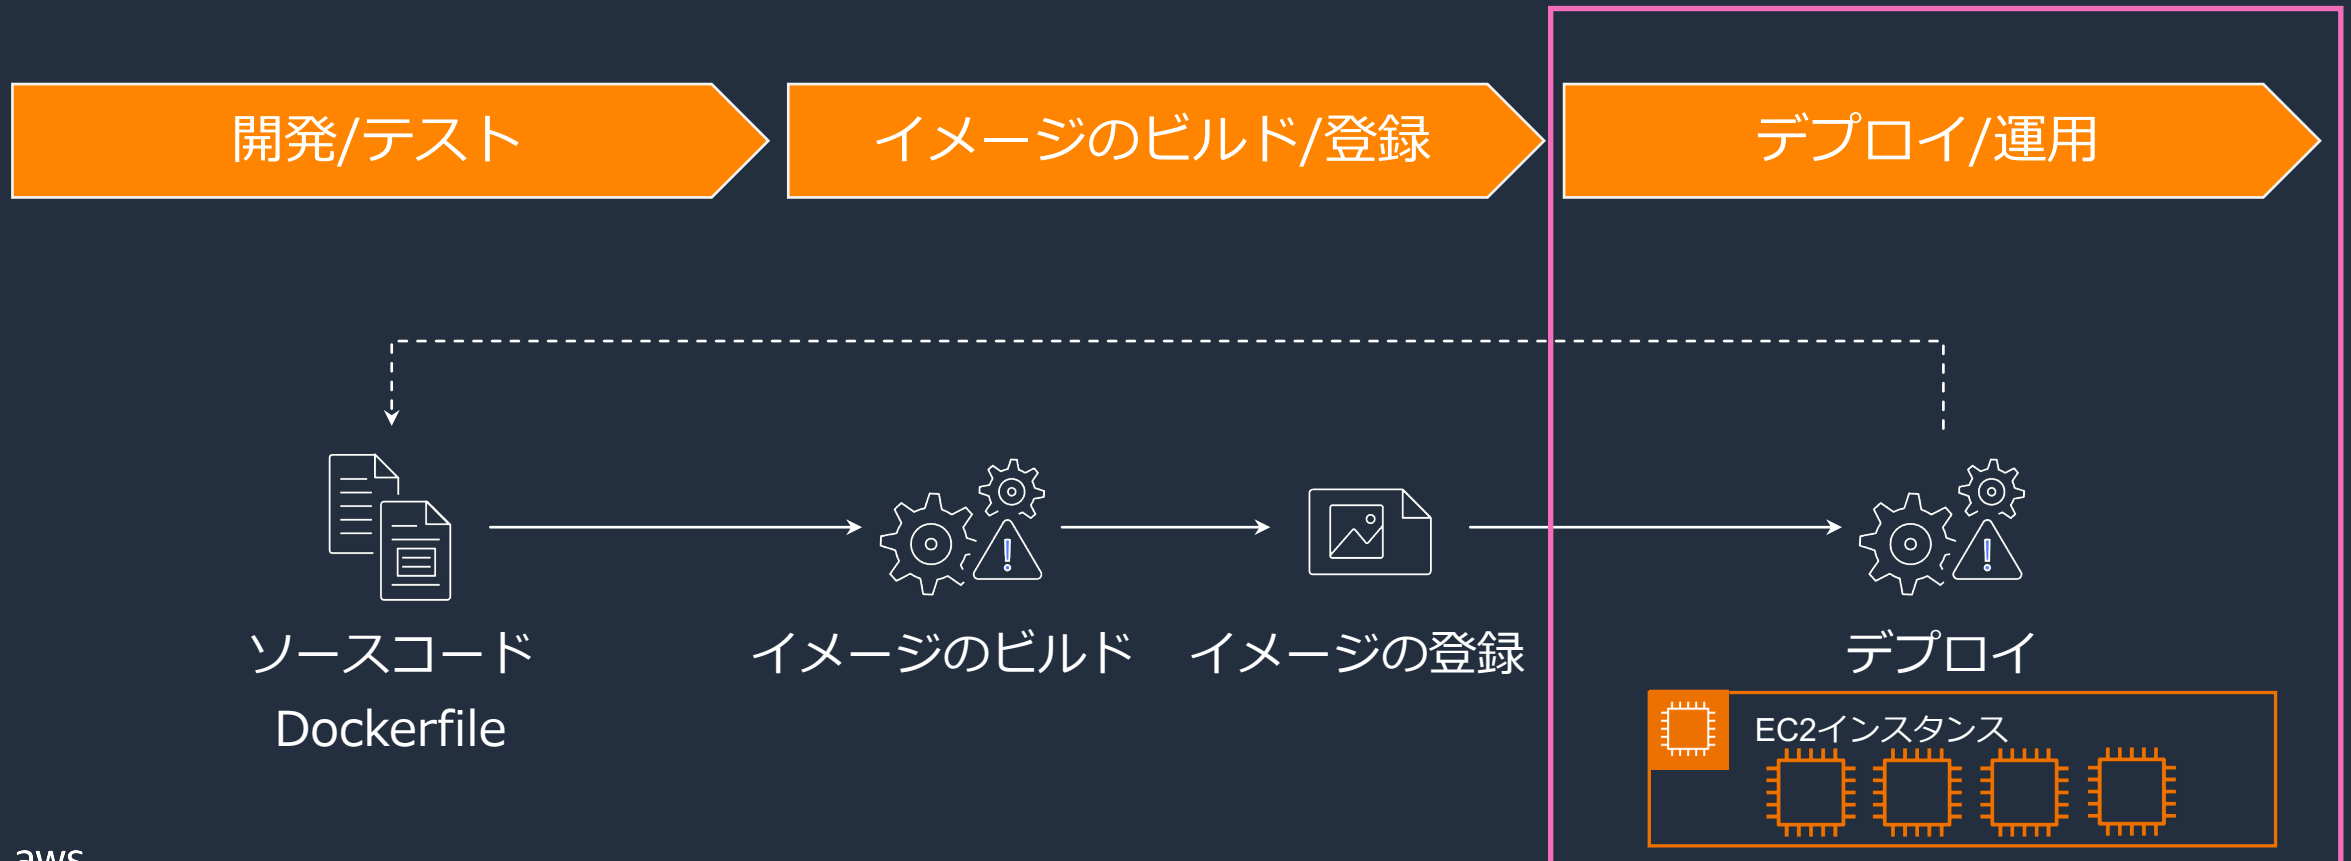 開発/テスト
イメージのビルド/登録
デプロイ/運用
ソースコード
Dockerfile
イメージのビルド
イメージの登録
デプロイ
EC2インスタンス
aws